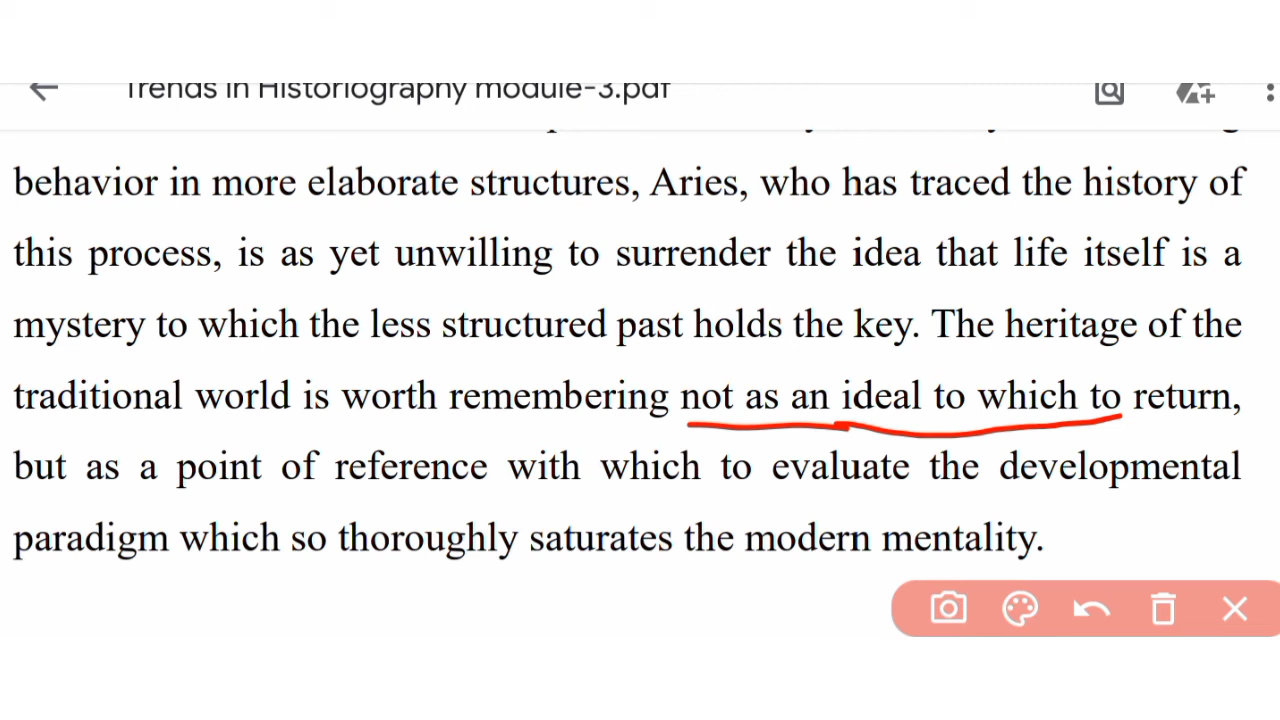 Trends in Historiography module-3.pdf
behavior in more elaborate structures, Aries, who has traced the history of
this process, is as yet unwilling to surrender the idea that life itself is a
mystery to which the less structured past holds the key. The heritage of the
traditional world is worth remembering not as an ideal to which to return,
but as a point of reference with which to evaluate the developmental
paradigm which so thoroughly saturates the modern mentality.